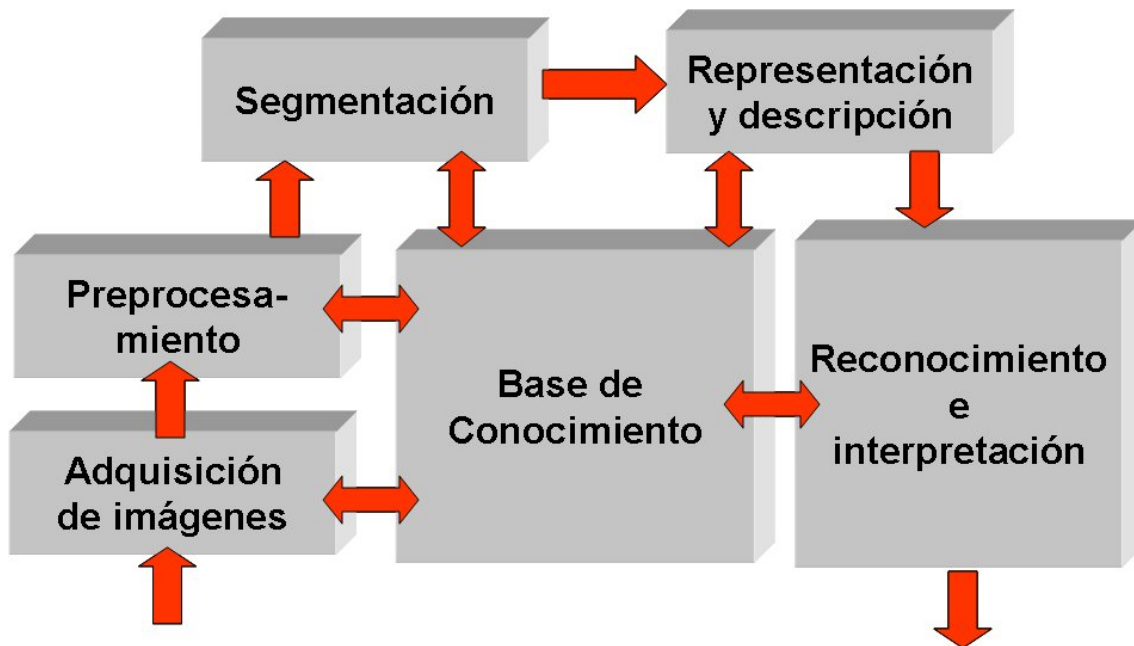 Segmentación
Representación
y descripción
Preprocesa-
miento
Base de
Conocimiento
Reconocimiento
e
interpretación
Adquisición
de imágenes